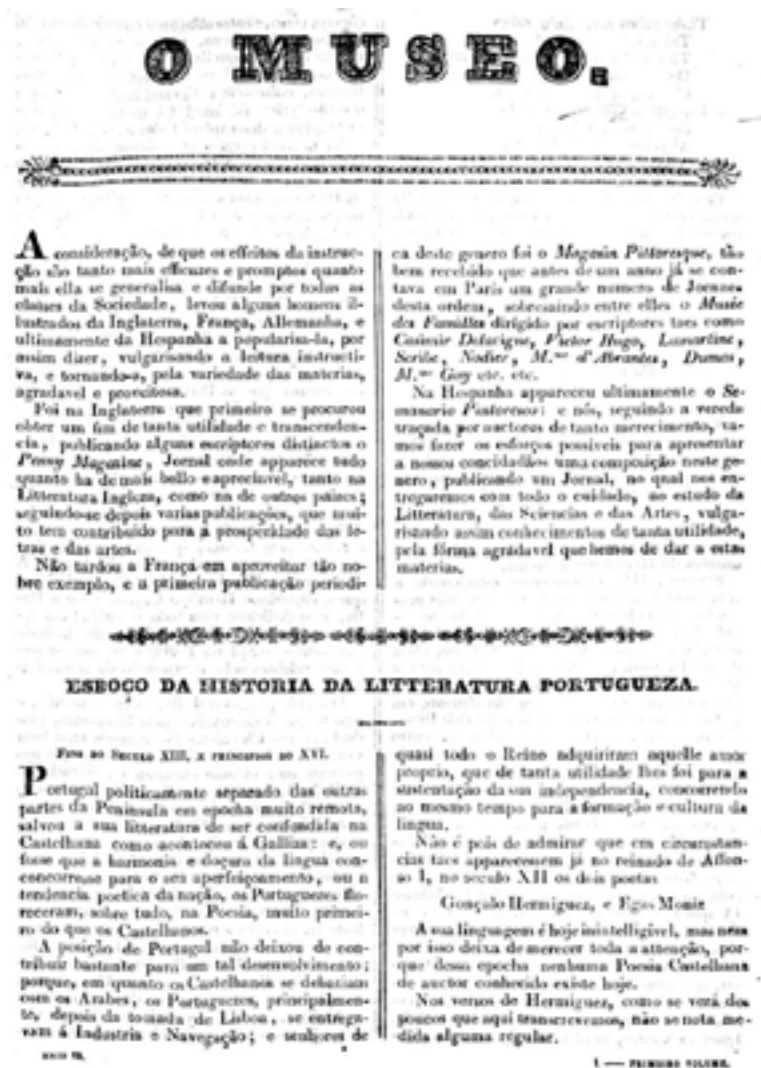 O MUSEO.
A consideração, de que os effeitos da instruc-
ção são tanto mais efficazes e promptos quanto
mais ella se generalisa e difunde por todas as
classes da Sociedade, levou alguns homens il-
lustrados da Inglaterra, França, Allemanha, e
ultimamente da Hespanha a popularisa-la, por
assim dizer, vulgarisando a leitura instructi-
va, e tornando-a, pela variedade das materias,
agradavel e proveitosa.
Foi na Inglaterra que primeiro se procurou
obter um fim de tanta utilidade e transcenden-
cia, publicando alguns escriptores distinctos o
Penny Magazine, Jornal onde apparece tudo
quanto ha de mais bello e apreciavel, tanto na
Litteratura Ingleza, como na de outros paizes;
seguindo-se depois varias publicações, que mui-
to tem contribuido para a prosperidade das le-
tras e das artes.
Não tardou a França em aproveitar tão no-
bre exemplo, e a primeira publicação periodi-
ca deste genero foi o Magasin Pittoresque, tão
bem recebido que antes de um anno já se con-
tava em Paris um grande numero de Jornaes
desta ordem, sobresaindo entre elles o Musée
des Familles dirigido por escriptores taes como
Casimir Delavigne, Victor Hugo, Lamartine,
Scribe, Nodier, M.me d'Abrantes, Dumas,
M.me Gay etc. etc.
Na Hespanha appareceu ultimamente o Se-
manario Pintoresco: e nós, seguindo a vereda
traçada por auctores de tanto merecimento, va-
mos fazer os esforços possiveis para apresentar
a nossos concidadãos uma composição neste ge-
nero, publicando um Jornal, no qual nos en-
tregaremos com todo o cuidado, ao estudo da
Litteratura, das Sciencias e das Artes, vulga-
risando assim conhecimentos de tanta utilidade,
pela fórma agradavel que hemos de dar a estas
materias.
ESBOÇO DA HISTORIA DA LITTERATURA PORTUGUEZA.
Fins do Seculo XIII, a principios do XVI.
Portugal politicamente separado das outras
partes da Peninsula em epocha muito remota,
salvou a sua litteratura de ser confundida na
Castelhana como aconteceu á Galliza: e, ou
fosse que a harmonia e doçura da lingua con-
concorresse para o seu aperfeiçoamento, ou a
tendencia poetica da nação, os Portuguezes flo-
receram, sobre tudo, na Poesia, muito primei-
ro do que os Castelhanos.
A posição de Portugal não deixou de con-
tribuir bastante para um tal desenvolvimento;
porque, em quanto os Castelhanos se debatiam
com os Arabes, os Portuguezes, principalmen-
te, depois da tomada de Lisboa, se entrega-
vam á Industria e Navegação; e senhores de
quasi todo o Reino adquiriram aquelle amor
proprio, que de tanta utilidade lhes foi para a
sustentação da sua independencia, concorrendo
ao mesmo tempo para a formação e cultura da
lingua.
Não é pois de admirar que em circumstan-
cias taes apparecessem já no reinado de Affon-
so I, no seculo XII os dois poetas
Gonçalo Hermiguez, e Egas Moniz
A sua linguagem é hoje inintelligivel, mas nem
por isso deixa de merecer toda a attenção, por-
que dessa epocha nenhuma Poesia Castelhana
de auctor conhecido existe hoje.
Nos versos de Hermiguez, como se verá dos
poucos que aqui transcrevemos, não se nota me-
dida alguma regular.
1 — PRIMEIRO VOLUME.